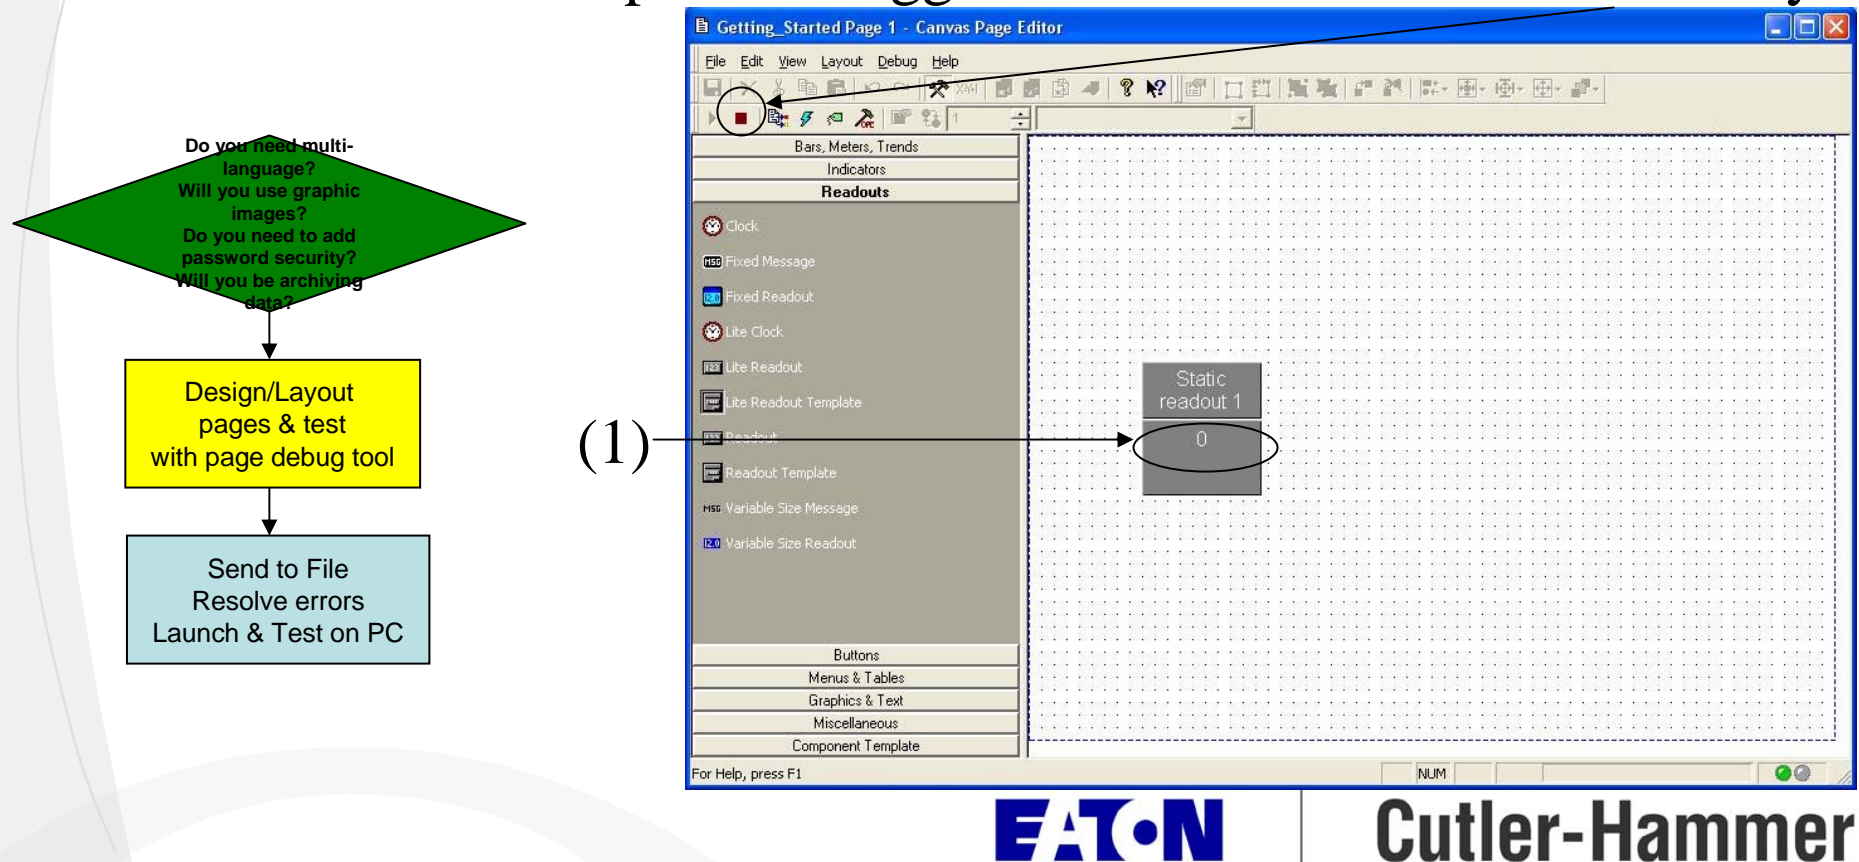 Getting_Started Page 1 - Canvas Page Editor
File Edit View Layout Debug Help
1
Bars, Meters, Trends
Indicators
Readouts
Clock
Fixed Message
Fixed Readout
Lite Clock
Lite Readout
Lite Readout Template
Readout
Readout Template
Variable Size Message
Variable Size Readout
Buttons
Menus & Tables
Graphics & Text
Miscellaneous
Component Template
Static
readout 1
0
For Help, press F1
NUM
(1)
Do you need multi-
language?
Will you use graphic
images?
Do you need to add
password security?
Will you be archiving
data?
Design/Layout
pages & test
with page debug tool
Send to File
Resolve errors
Launch & Test on PC
EATON
Cutler-Hammer